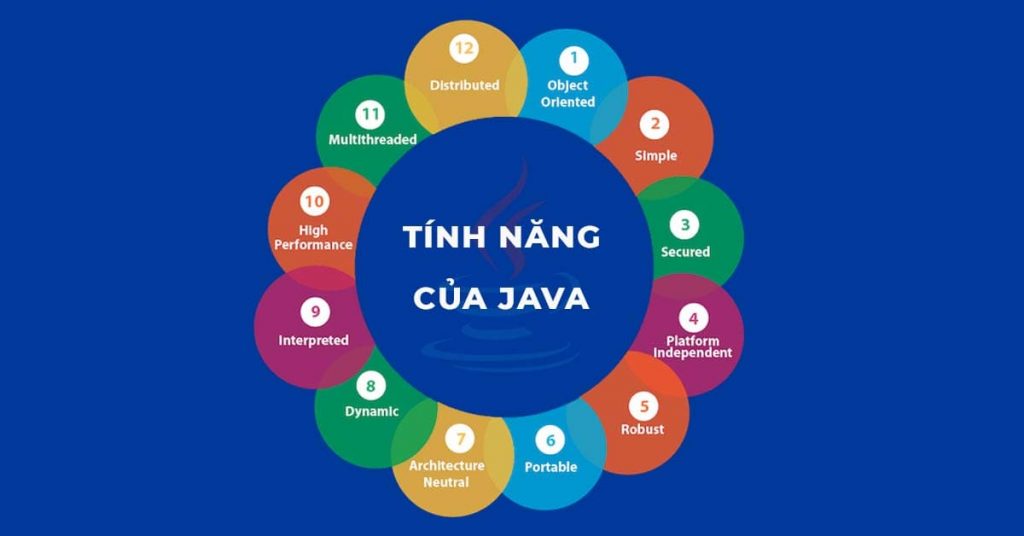 TÍNH NĂNG
CỦA JAVA
1
Object
Oriented
2
Simple
3
Secured
4
Platform
Independent
5
Robust
6
Portable
7
Architecture
Neutral
8
Dynamic
9
Interpreted
10
High
Performance
11
Multithreaded
12
Distributed